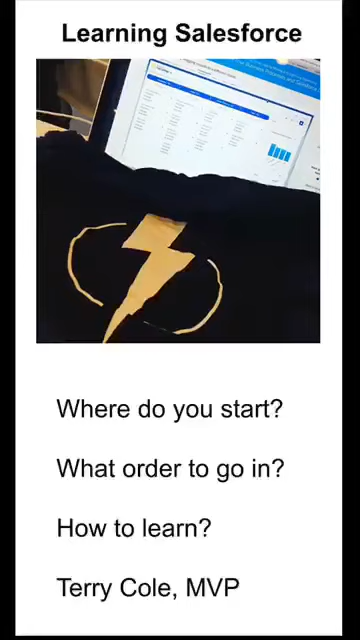 Learning Salesforce
Where do you start?
What order to go in?
How to learn?
Terry Cole, MVP